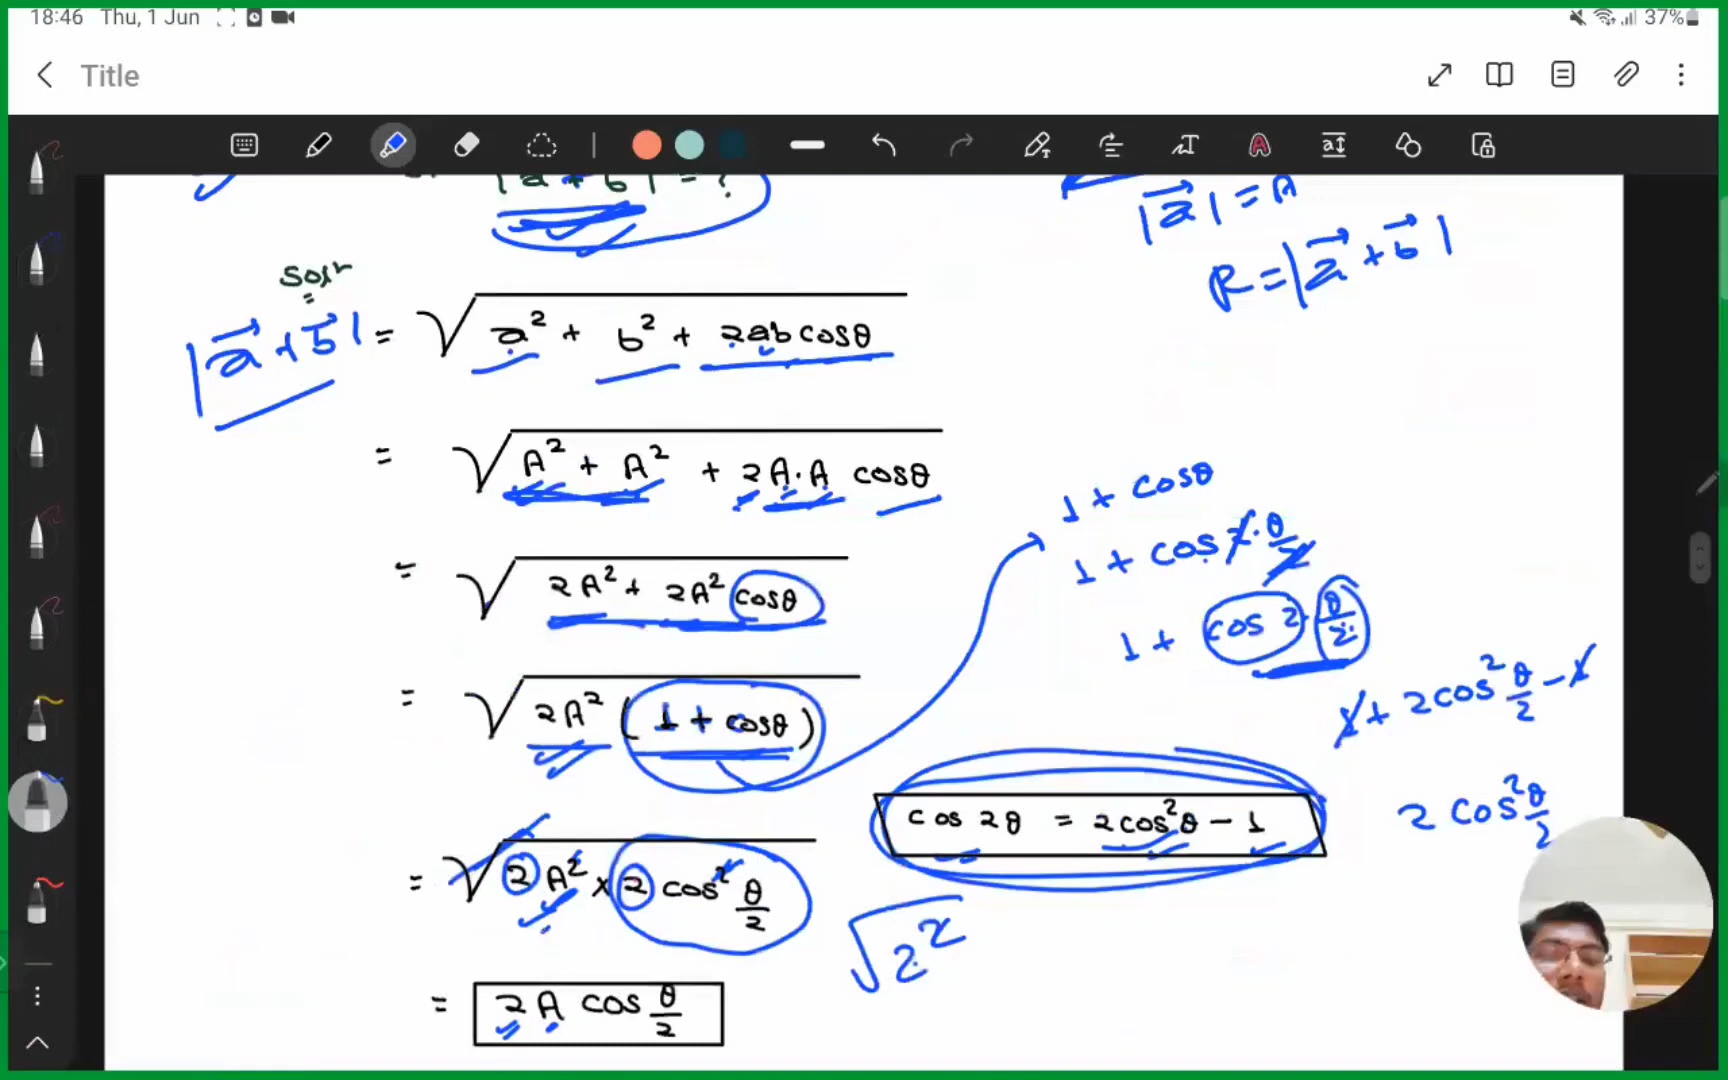 18:46 Thu, 1 Jun
37%
Title
|a⃗ + b⃗| = ?
|a⃗| = A
R = |a⃗ + b⃗|
Solⁿ
|a⃗ + b⃗| = √(a² + b² + 2ab cosθ)
= √(A² + A² + 2A·A cosθ)
= √(2A² + 2A² cosθ)
= √(2A² (1 + cosθ))
= √(2A² × 2 cos² θ/2)
= 2A cos θ/2
1 + cosθ
1 + cos 2·θ/2
1 + cos 2·θ/2
1 + 2cos² θ/2 − 1
2 cos² θ/2
cos 2θ = 2cos²θ − 1
√2²